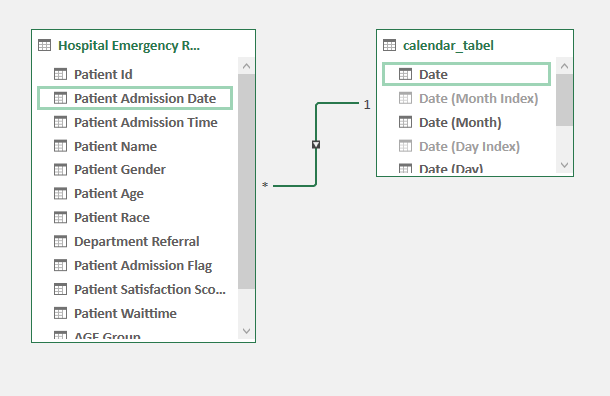 Hospital Emergency R...
Patient Id
Patient Admission Date
Patient Admission Time
Patient Name
Patient Gender
Patient Age
Patient Race
Department Referral
Patient Admission Flag
Patient Satisfaction Sco...
Patient Waittime
AGE Group
*
1
calendar_tabel
Date
Date (Month Index)
Date (Month)
Date (Day Index)
Date (Day)